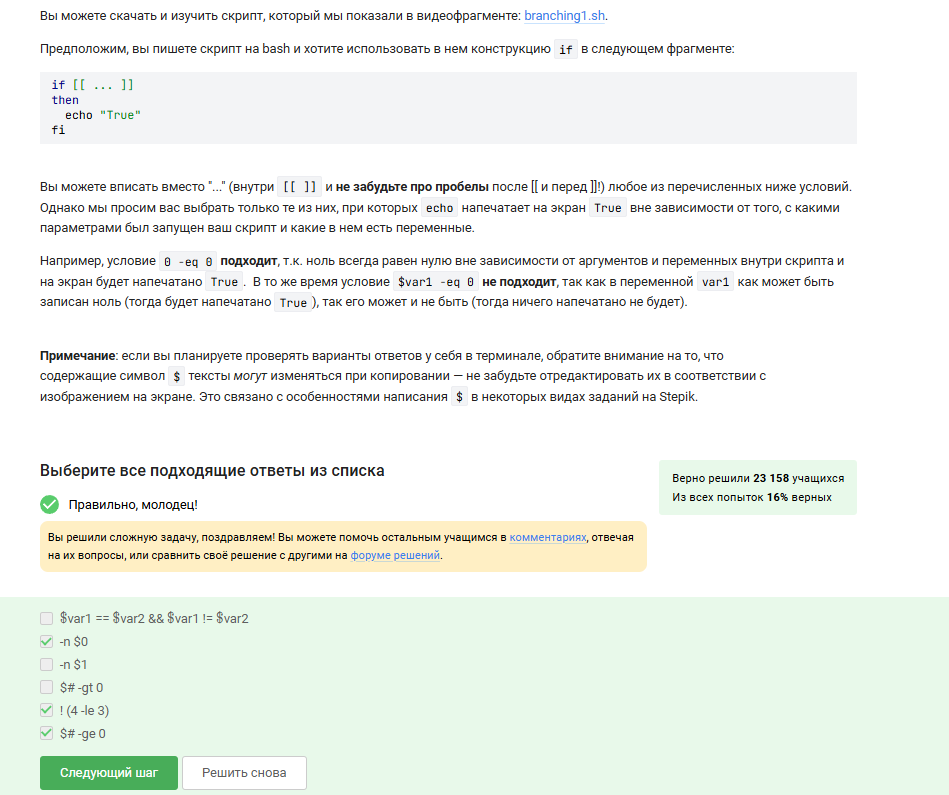 Вы можете скачать и изучить скрипт, который мы показали в видеофрагменте: branching1.sh.
Предположим, вы пишете скрипт на bash и хотите использовать в нем конструкцию if в следующем фрагменте:
if [[ ... ]]
then
  echo "True"
fi
Вы можете вписать вместо "..." (внутри [[ ]] и не забудьте про пробелы после [[ и перед ]]!) любое из перечисленных ниже условий.
Однако мы просим вас выбрать только те из них, при которых echo напечатает на экран True вне зависимости от того, с какими
параметрами был запущен ваш скрипт и какие в нем есть переменные.
Например, условие 0 -eq 0 подходит, т.к. ноль всегда равен нулю вне зависимости от аргументов и переменных внутри скрипта и
на экран будет напечатано True . В то же время условие $var1 -eq 0 не подходит, так как в переменной var1 как может быть
записан ноль (тогда будет напечатано True ), так его может и не быть (тогда ничего напечатано не будет).
Примечание: если вы планируете проверять варианты ответов у себя в терминале, обратите внимание на то, что
содержащие символ $ тексты могут изменяться при копировании — не забудьте отредактировать их в соответствии с
изображением на экране. Это связано с особенностями написания $ в некоторых видах заданий на Stepik.
Выберите все подходящие ответы из списка
Верно решили 23 158 учащихся
Из всех попыток 16% верных
Правильно, молодец!
Вы решили сложную задачу, поздравляем! Вы можете помочь остальным учащимся в комментариях, отвечая
на их вопросы, или сравнить своё решение с другими на форуме решений.
$var1 == $var2 && $var1 != $var2
-n $0
-n $1
$# -gt 0
! (4 -le 3)
$# -ge 0
Следующий шаг
Решить снова